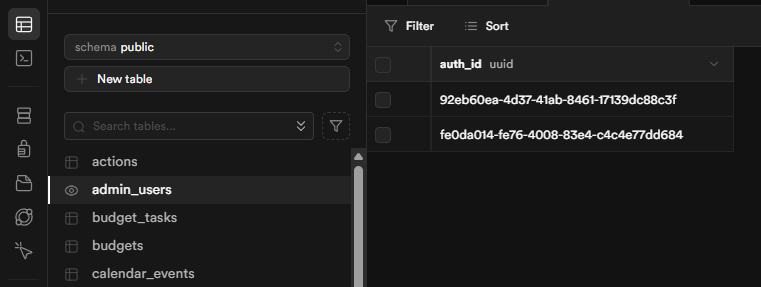 schema public
New table
Search tables...
actions
admin_users
budget_tasks
budgets
calendar_events
Filter
Sort
auth_id uuid
92eb60ea-4d37-41ab-8461-17139dc88c3f
fe0da014-fe76-4008-83e4-c4c4e77dd684